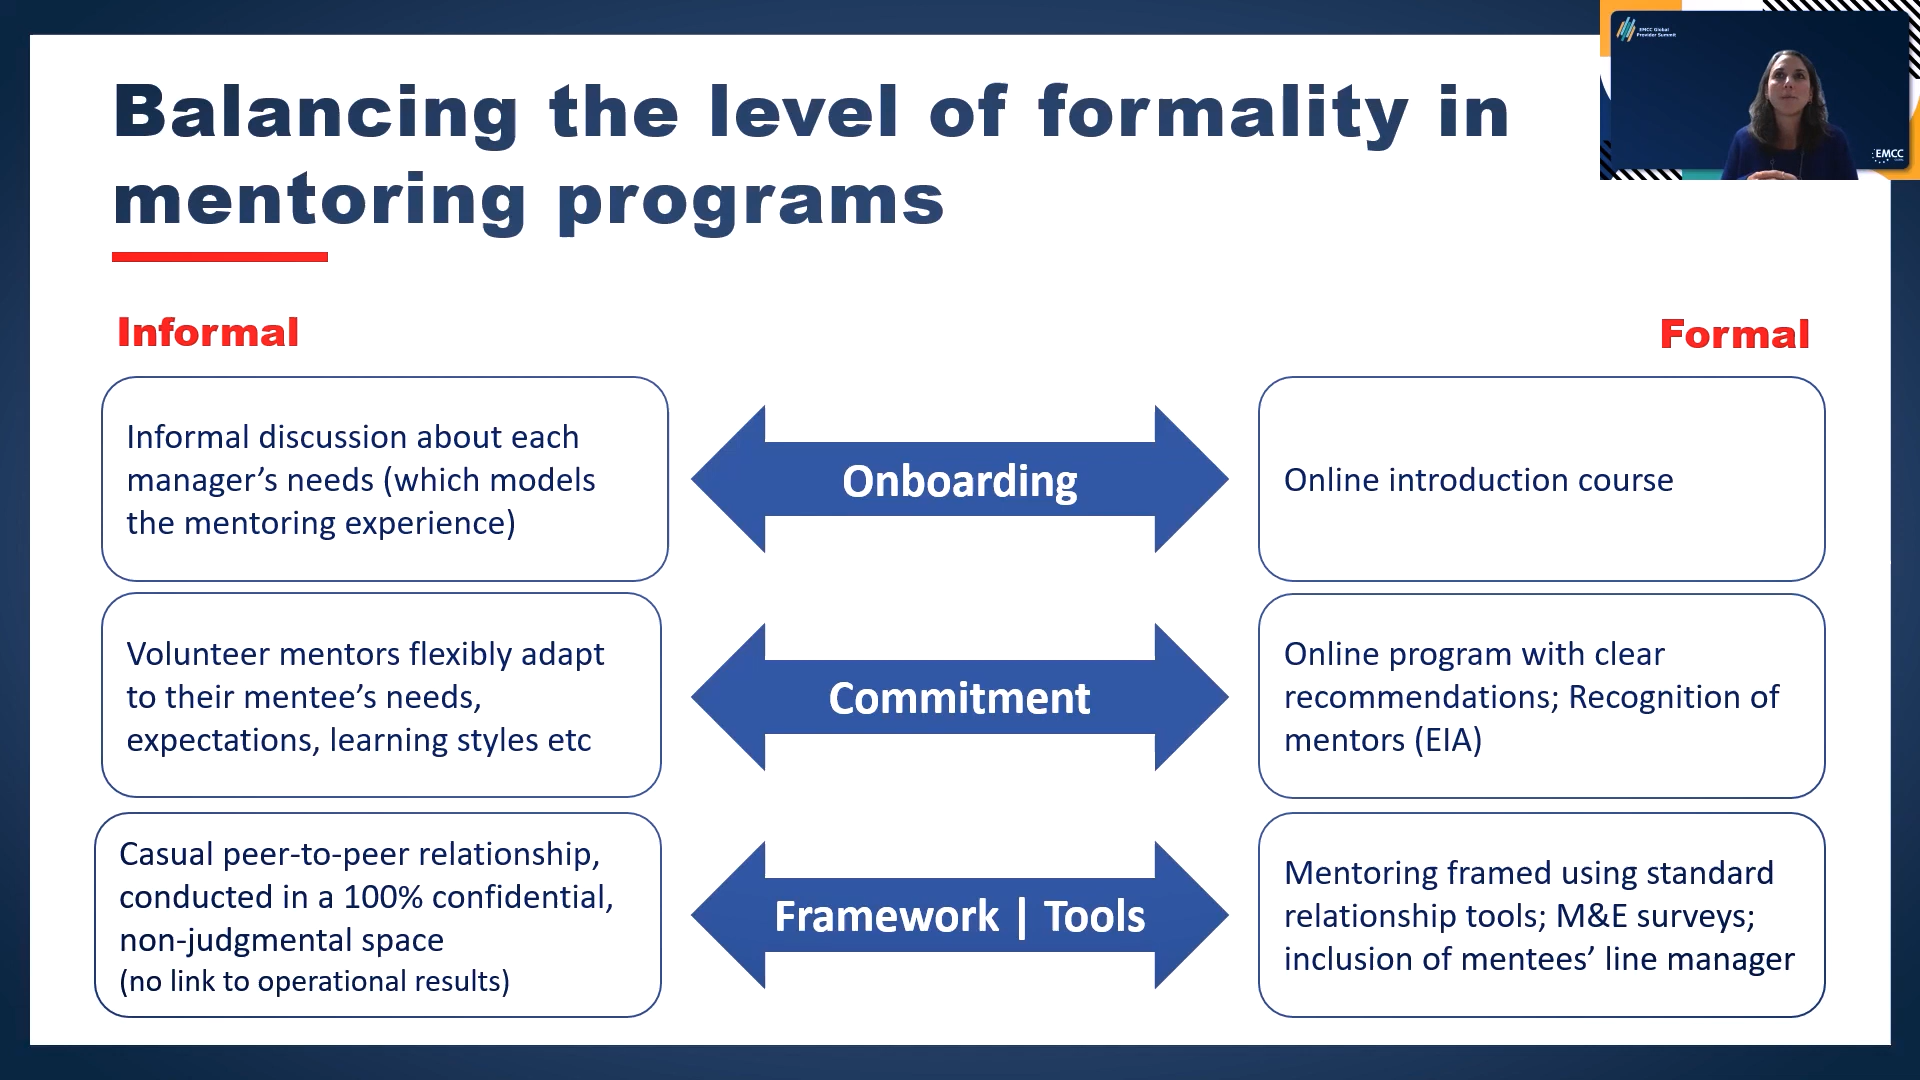 Balancing the level of formality in
mentoring programs
EMCC Global
Provider Summit
EMCC
Informal
Formal
Informal discussion about each
manager’s needs (which models
the mentoring experience)
Onboarding
Online introduction course
Volunteer mentors flexibly adapt
to their mentee’s needs,
expectations, learning styles etc
Commitment
Online program with clear
recommendations; Recognition of
mentors (EIA)
Casual peer-to-peer relationship,
conducted in a 100% confidential,
non-judgmental space
(no link to operational results)
Framework | Tools
Mentoring framed using standard
relationship tools; M&E surveys;
inclusion of mentees’ line manager